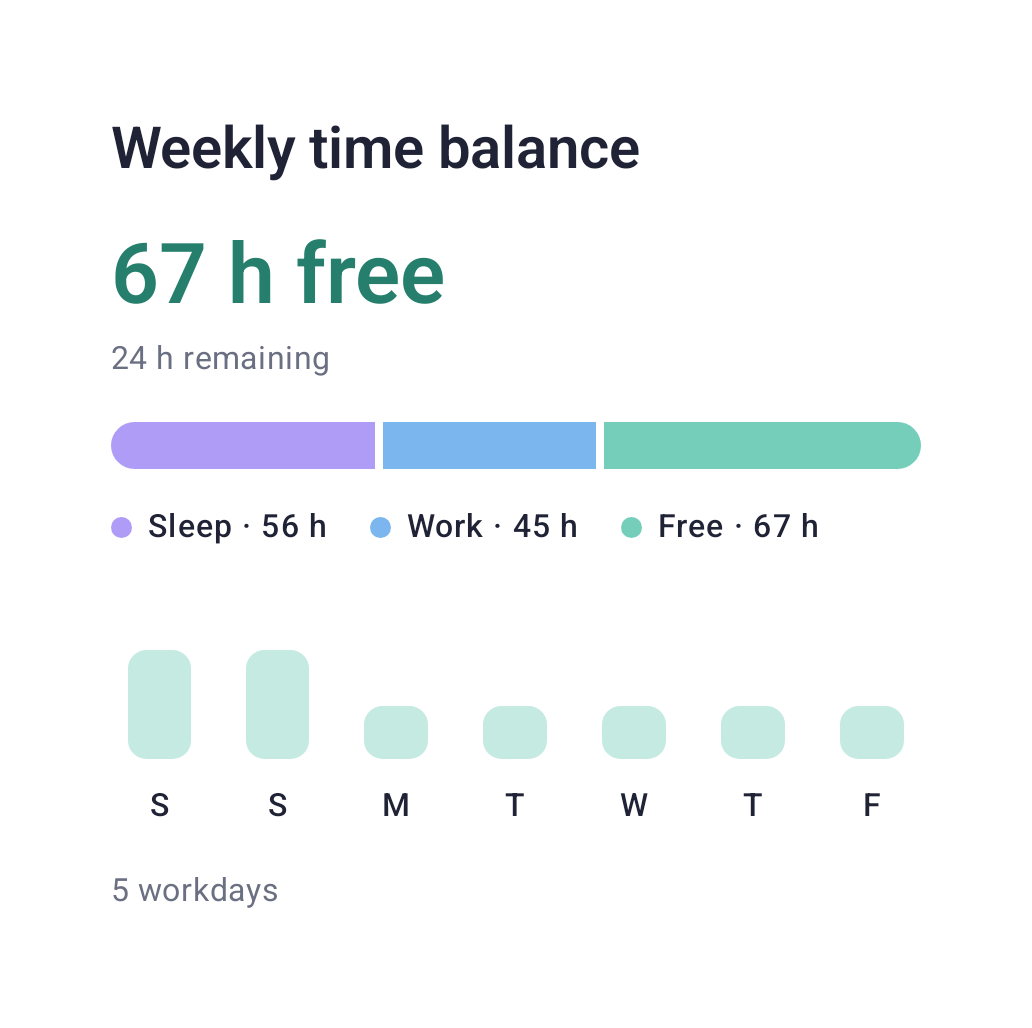 Weekly time balance
67 h free
24 h remaining
Sleep · 56 h Work · 45 h Free · 67 h
S S M T W T F
5 workdays